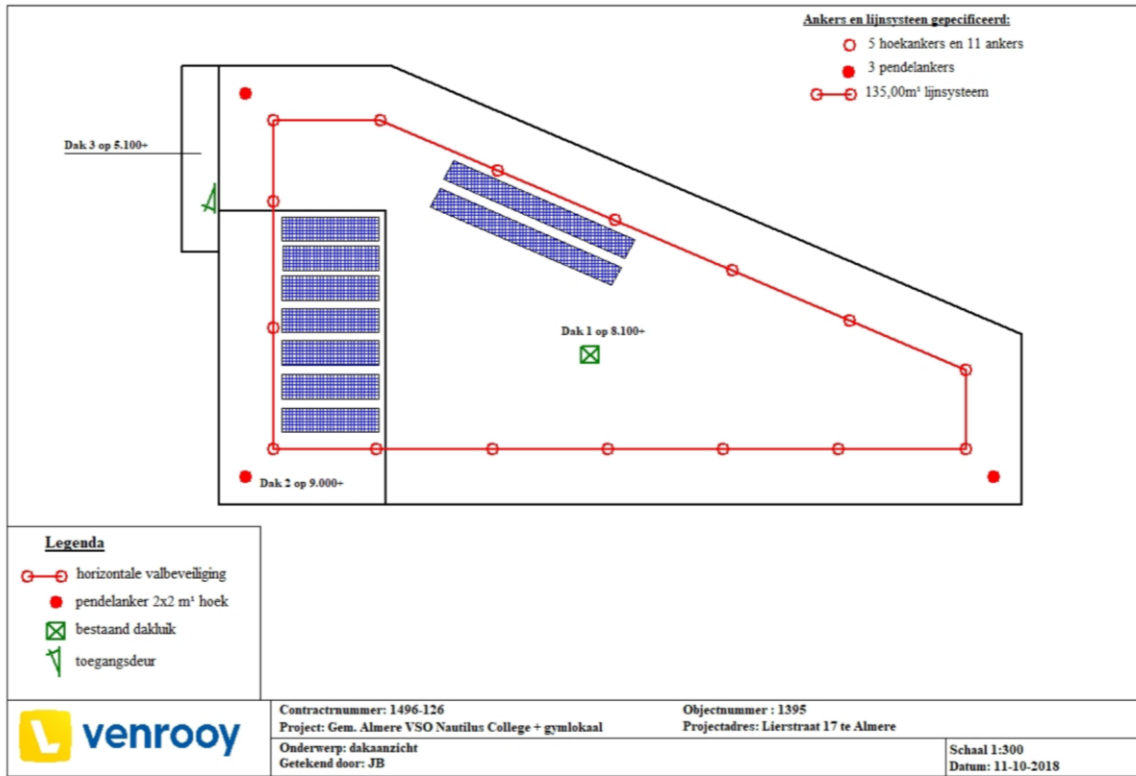 Ankers en lijnsysteem gepecificeerd:
5 hoekankers en 11 ankers
3 pendelankers
135,00m¹ lijnsysteem
Dak 3 op 5.100+
Dak 1 op 8.100+
Dak 2 op 9.000+
Legenda
horizontale valbeveiliging
pendelanker 2x2 m¹ hoek
bestaand dakluik
toegangsdeur
venrooy
Contractnummer: 1496-126
Objectnummer : 1395
Project: Gem. Almere VSO Nautilus College + gymlokaal
Projectadres: Lierstraat 17 te Almere
Onderwerp: dakaanzicht
Getekend door: JB
Schaal 1:300
Datum: 11-10-2018